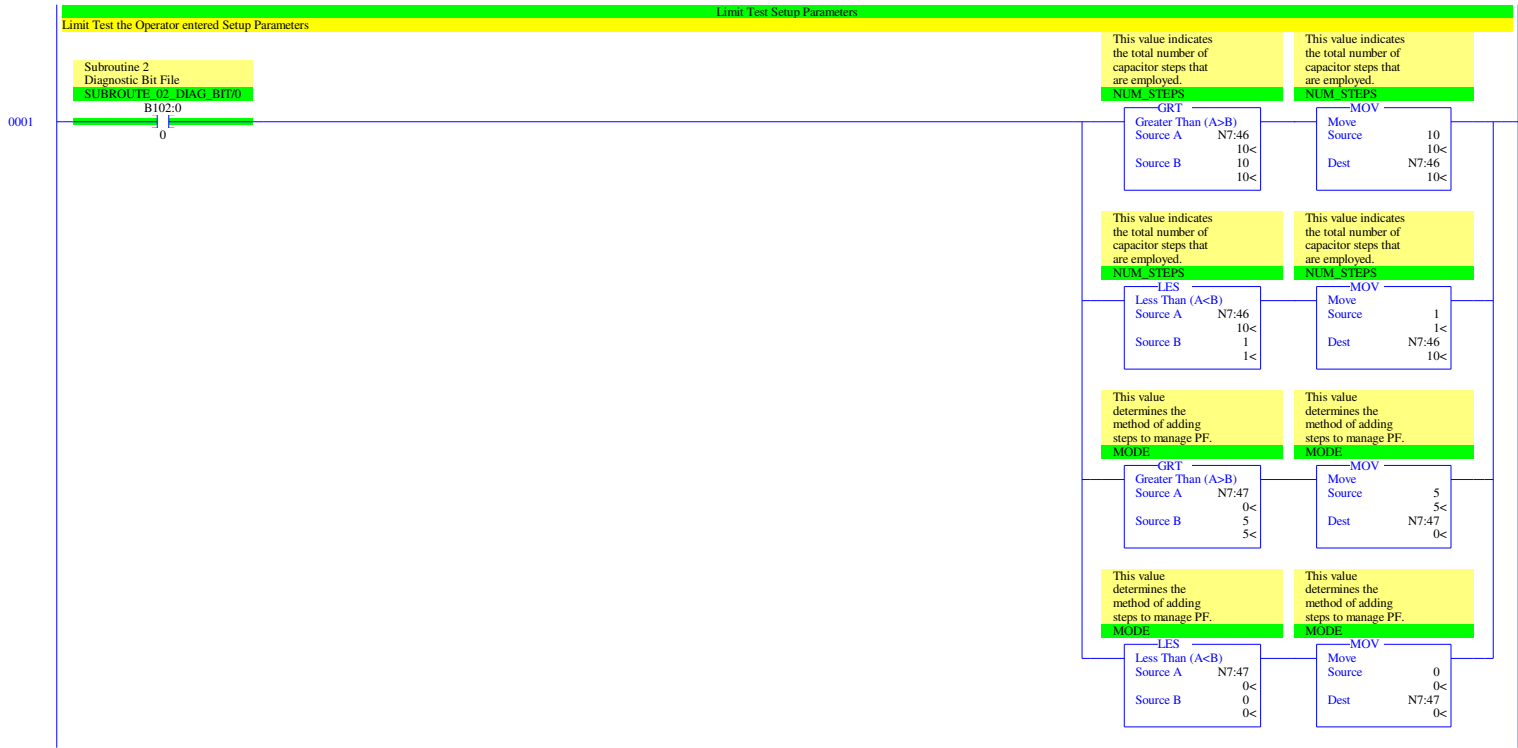 Limit Test Setup Parameters
Limit Test the Operator entered Setup Parameters
Subroutine 2
Diagnostic Bit File
SUBROUTE_02_DIAG_BIT/0
B102:0
0
0001
This value indicates
the total number of
capacitor steps that
are employed.
NUM_STEPS
GRT
Greater Than (A>B)
Source A N7:46
10<
Source B 10
10<
This value indicates
the total number of
capacitor steps that
are employed.
NUM_STEPS
MOV
Move
Source 10
10<
Dest N7:46
10<
This value indicates
the total number of
capacitor steps that
are employed.
NUM_STEPS
LES
Less Than (A<B)
Source A N7:46
10<
Source B 1
1<
This value indicates
the total number of
capacitor steps that
are employed.
NUM_STEPS
MOV
Move
Source 1
1<
Dest N7:46
10<
This value
determines the
method of adding
steps to manage PF.
MODE
GRT
Greater Than (A>B)
Source A N7:47
0<
Source B 5
5<
This value
determines the
method of adding
steps to manage PF.
MODE
MOV
Move
Source 5
5<
Dest N7:47
0<
This value
determines the
method of adding
steps to manage PF.
MODE
LES
Less Than (A<B)
Source A N7:47
0<
Source B 0
0<
This value
determines the
method of adding
steps to manage PF.
MODE
MOV
Move
Source 0
0<
Dest N7:47
0<